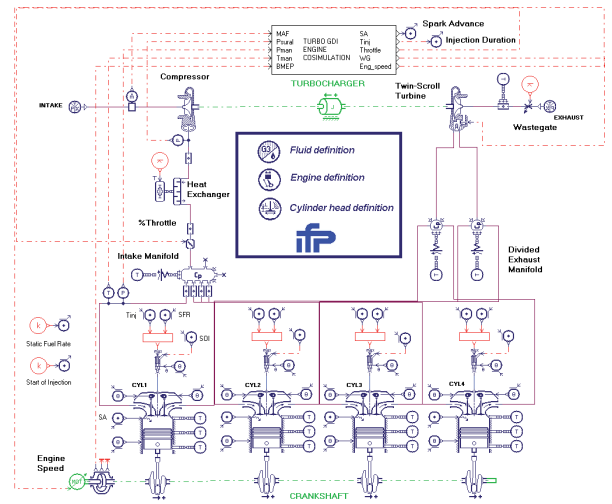 Spark Advance
MAF
SA
Psural
TURBO GDI
Tinj
Injection Duration
Pman
ENGINE
Throttle
Tman
COSIMULATION
WG
BMEP
Eng_speed
Compressor
TURBOCHARGER
Twin-Scroll
Turbine
INTAKE
J
EXHAUST
Wastegate
G3
Fluid definition
Engine definition
Cylinder head definition
ifp
Heat
Exchanger
%Throttle
Intake Manifold
Cp
Divided
Exhaust
Manifold
T
P
Tinj
SFR
SOI
k
Static Fuel Rate
k
Start of Injection
CYL1
CYL2
CYL3
CYL4
SA
Engine
Speed
CRANKSHAFT